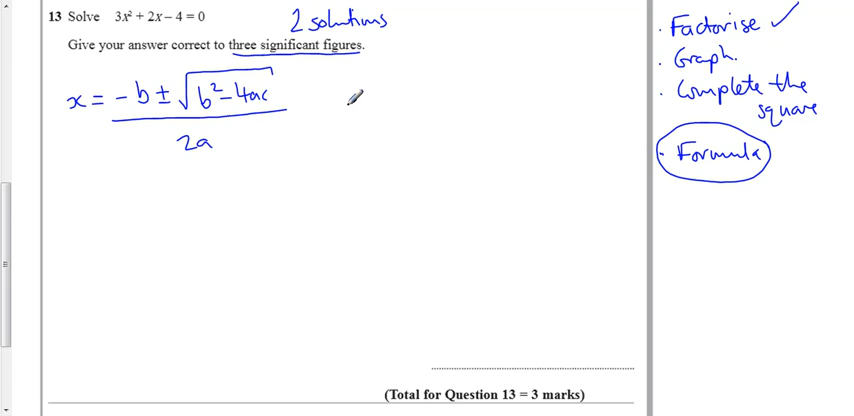 13 Solve 3x² + 2x − 4 = 0
2 solutions
Give your answer correct to three significant figures.
x = −b ± √b² − 4ac
2a
(Total for Question 13 = 3 marks)
· Factorise ✓
· Graph.
· Complete the
square
· Formula